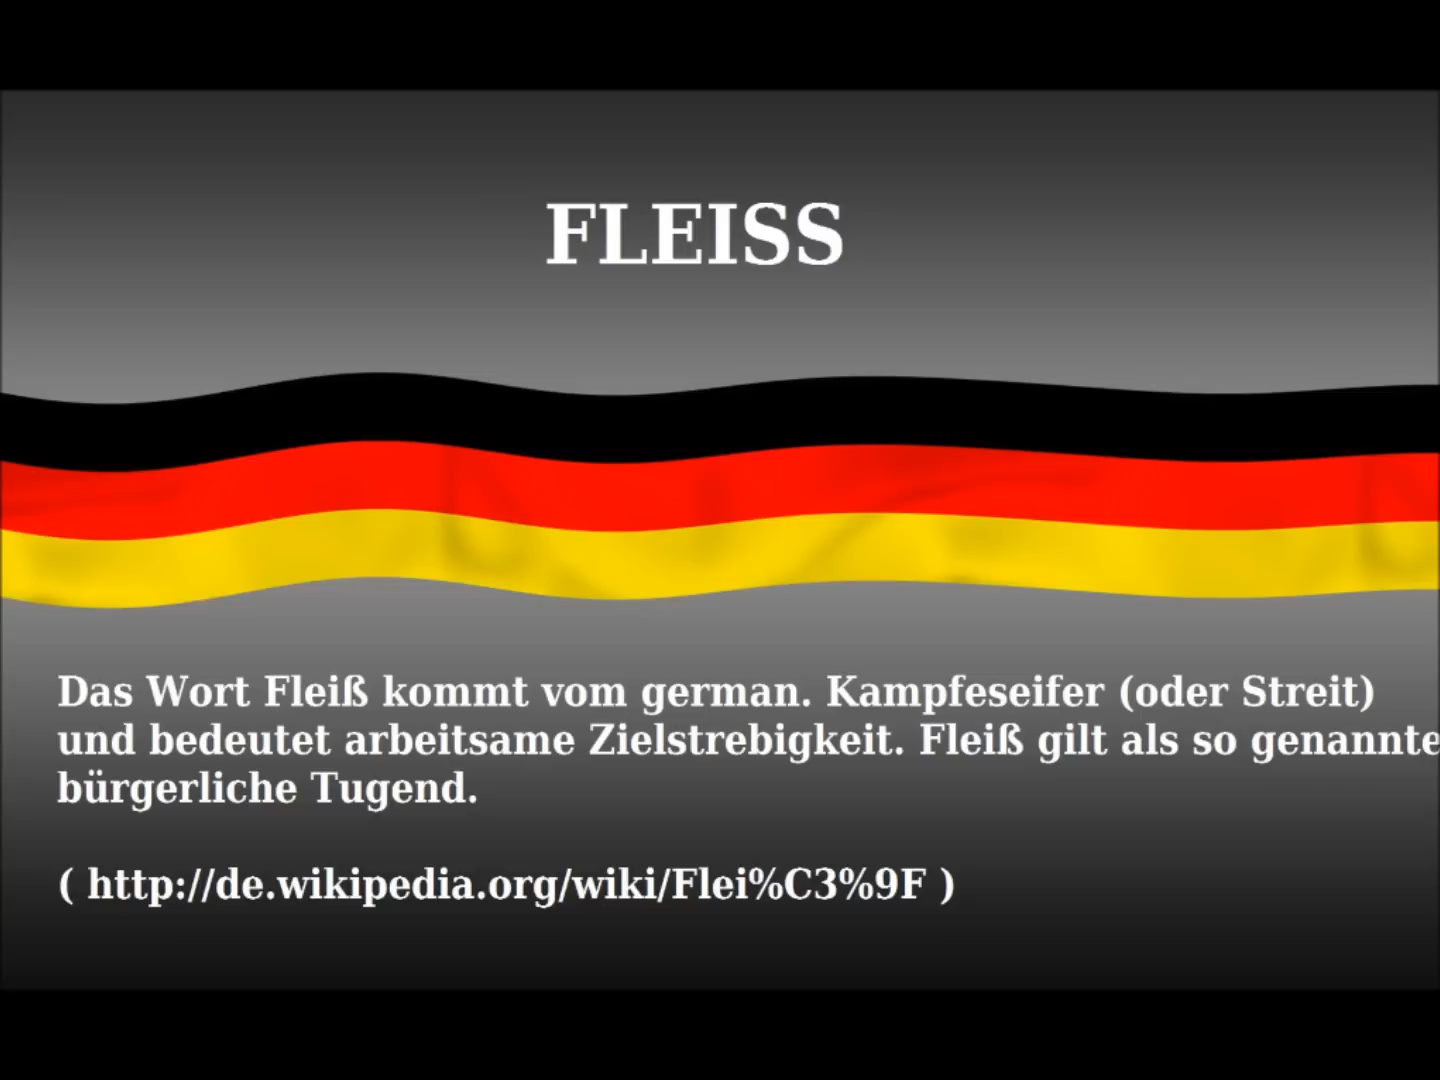 FLEISS
Das Wort Fleiß kommt vom german. Kampfeseifer (oder Streit)
und bedeutet arbeitsame Zielstrebigkeit. Fleiß gilt als so genannte
bürgerliche Tugend.
( http://de.wikipedia.org/wiki/Flei%C3%9F )